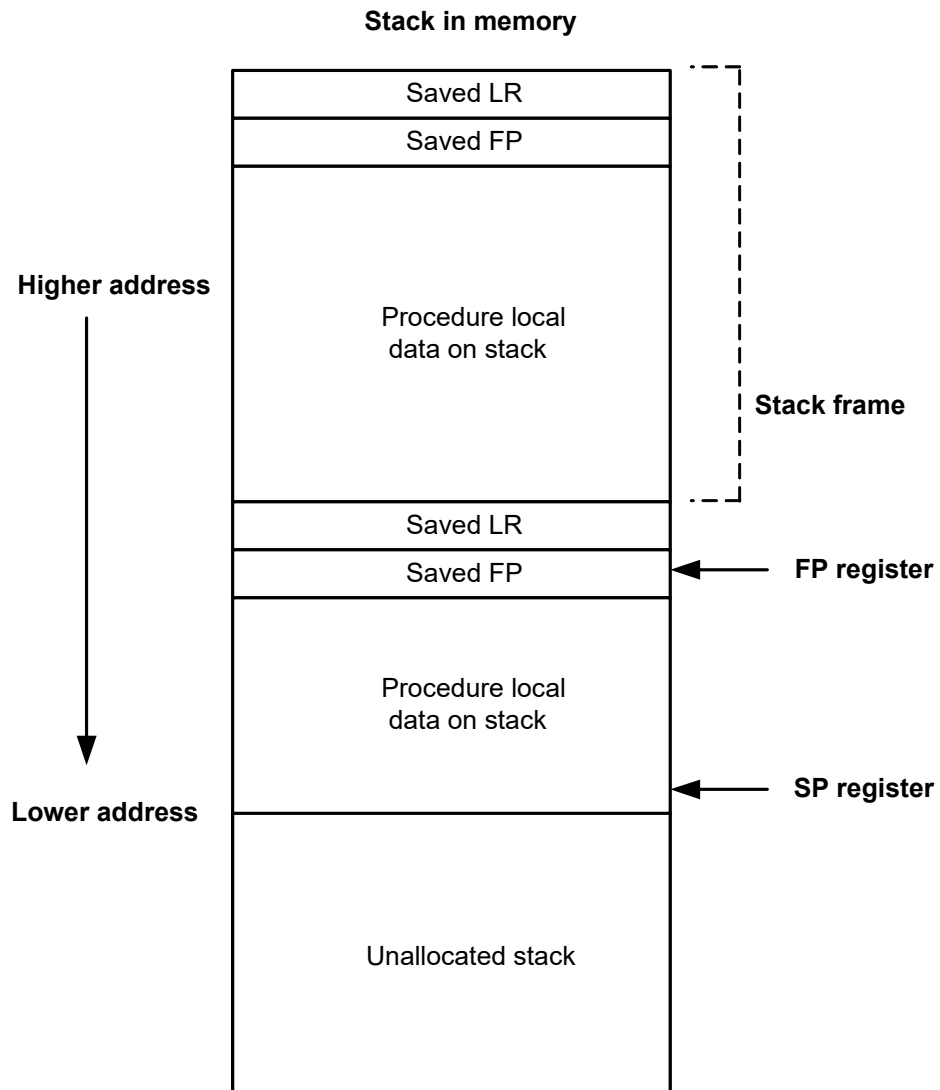 Stack in memory
Saved LR
Saved FP
Higher address
Procedure local
data on stack
Stack frame
Saved LR
Saved FP
FP register
Procedure local
data on stack
SP register
Lower address
Unallocated stack